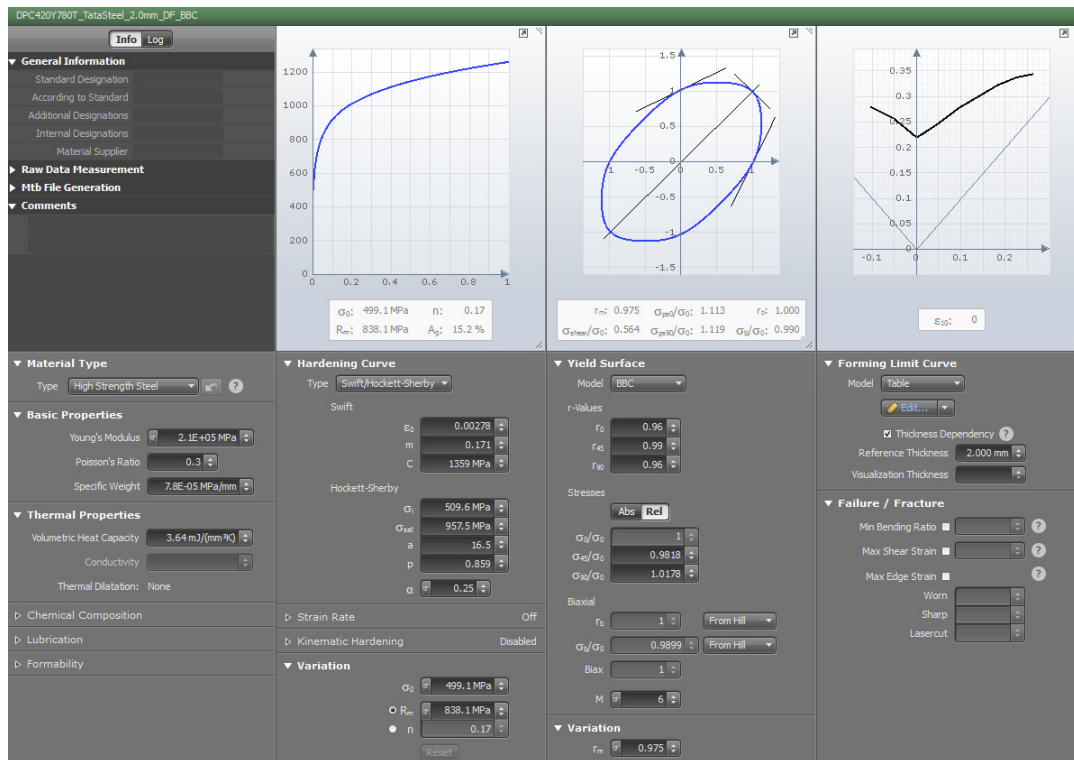 DPC420Y780T_TataSteel_2.0mm_DF_BBC
Info Log
General Information
Standard Designation
According to Standard
Additional Designations
Internal Designations
Material Supplier
Raw Data Measurement
Mtb File Generation
Comments
1200
1000
800
600
400
200
0
0.2 0.4 0.6 0.8 1
σ₀: 499.1 MPa n: 0.17
Rₘ: 838.1 MPa A₉: 15.2 %
1.5
1
0.5
-1 -0.5 0 0.5 1
-0.5
-1
-1.5
rₘ: 0.975 σps0/σ₀: 1.113 r_b: 1.000
σshear/σ₀: 0.564 σps90/σ₀: 1.119 σ_b/σ₀: 0.990
0.35
0.3
0.25
0.2
0.15
0.1
0.05
0
-0.1 0 0.1 0.2
ε₁₀: 0
Material Type
Type High Strength Steel ?
Basic Properties
Young's Modulus σ 2.1E+05 MPa
Poisson's Ratio 0.3
Specific Weight 7.8E-05 MPa/mm
Thermal Properties
Volumetric Heat Capacity 3.64 mJ/(mm³K)
Conductivity
Thermal Dilatation: None
Chemical Composition
Lubrication
Formability
Hardening Curve
Type Swift/Hockett-Sherby
Swift
ε₀ 0.00278
m 0.171
C 1359 MPa
Hockett-Sherby
σᵢ 509.6 MPa
σsat 957.5 MPa
a 16.5
p 0.859
α σ 0.25
Strain Rate Off
Kinematic Hardening Disabled
Variation
σ₀ σ 499.1 MPa
Rₘ σ 838.1 MPa
n 0.17
Reset
Yield Surface
Model BBC
r-Values
r₀ 0.96
r₄₅ 0.99
r₉₀ 0.96
Stresses
Abs Rel
σ₀/σ₀ 1
σ₄₅/σ₀ 0.9818
σ₉₀/σ₀ 1.0178
Biaxial
r_b 1 From Hill
σ_b/σ₀ 0.9899 From Hill
Biax 1
M σ 6
Variation
rₘ σ 0.975
Forming Limit Curve
Model Table
Edit...
Thickness Dependency ?
Reference Thickness 2.000 mm
Visualization Thickness
Failure / Fracture
Min Bending Ratio ?
Max Shear Strain ?
Max Edge Strain ?
Worn
Sharp
Lasercut